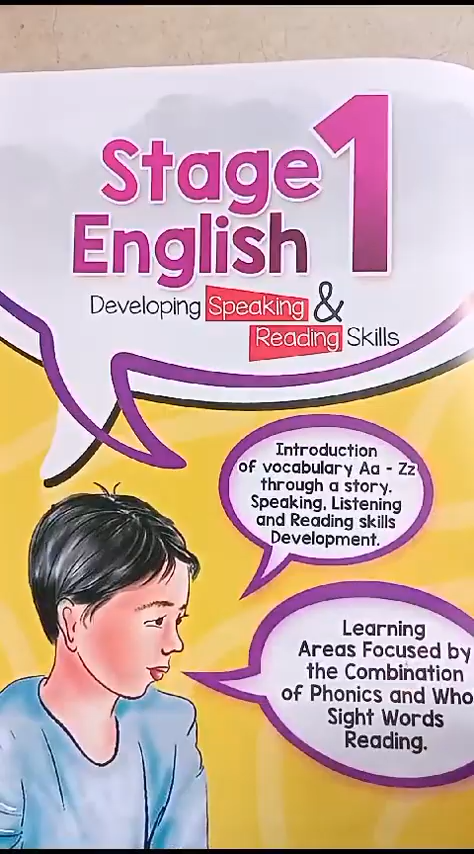 Stage 1
English
Developing Speaking &
Reading Skills
Introduction
of vocabulary Aa - Zz
through a story.
Speaking, Listening
and Reading skills
Development.
Learning
Areas Focused by
the Combination
of Phonics and Who
Sight Words
Reading.